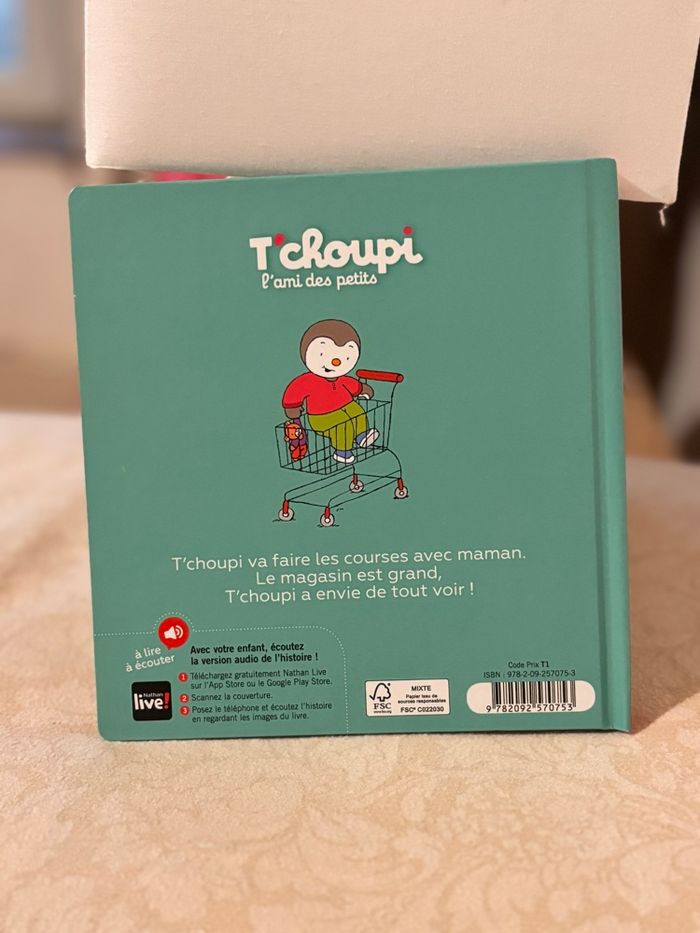 T'choupi
l'ami des petits
T'choupi va faire les courses avec maman.
Le magasin est grand,
T'choupi a envie de tout voir !
à lire
à écouter
Avec votre enfant, écoutez
la version audio de l'histoire !
Nathan
live!
1 Téléchargez gratuitement Nathan Live
sur l'App Store ou le Google Play Store.
2 Scannez la couverture.
3 Posez le téléphone et écoutez l'histoire
en regardant les images du livre.
FSC
www.fsc.org
MIXTE
Papier issu de
sources responsables
FSC® C022030
Code Prix T1
ISBN : 978-2-09-257075-3
9 782092 570753